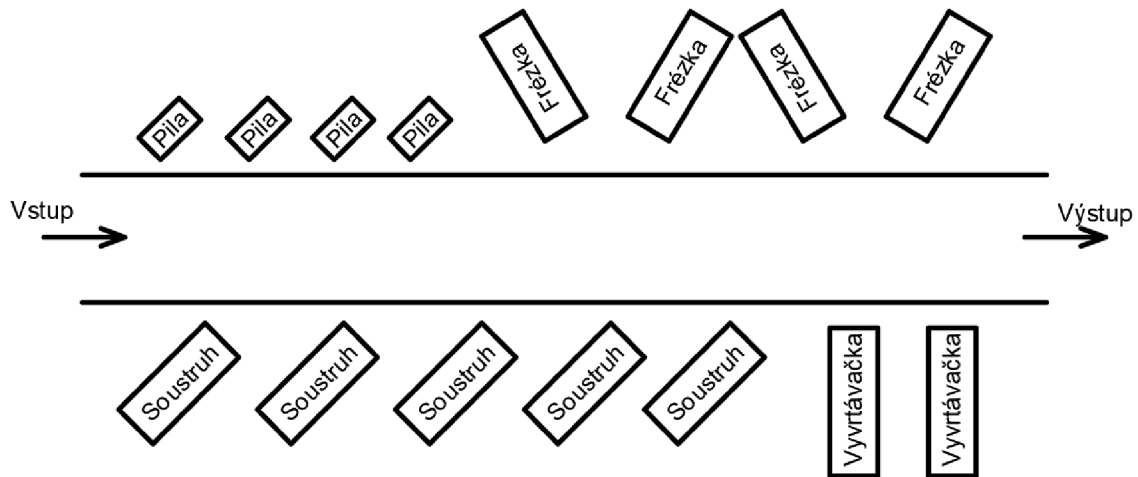 Pila
Pila
Pila
Pila
Frézka
Frézka
Frézka
Frézka
Vstup
Výstup
Soustruh
Soustruh
Soustruh
Soustruh
Soustruh
Vyvrtávačka
Vyvrtávačka